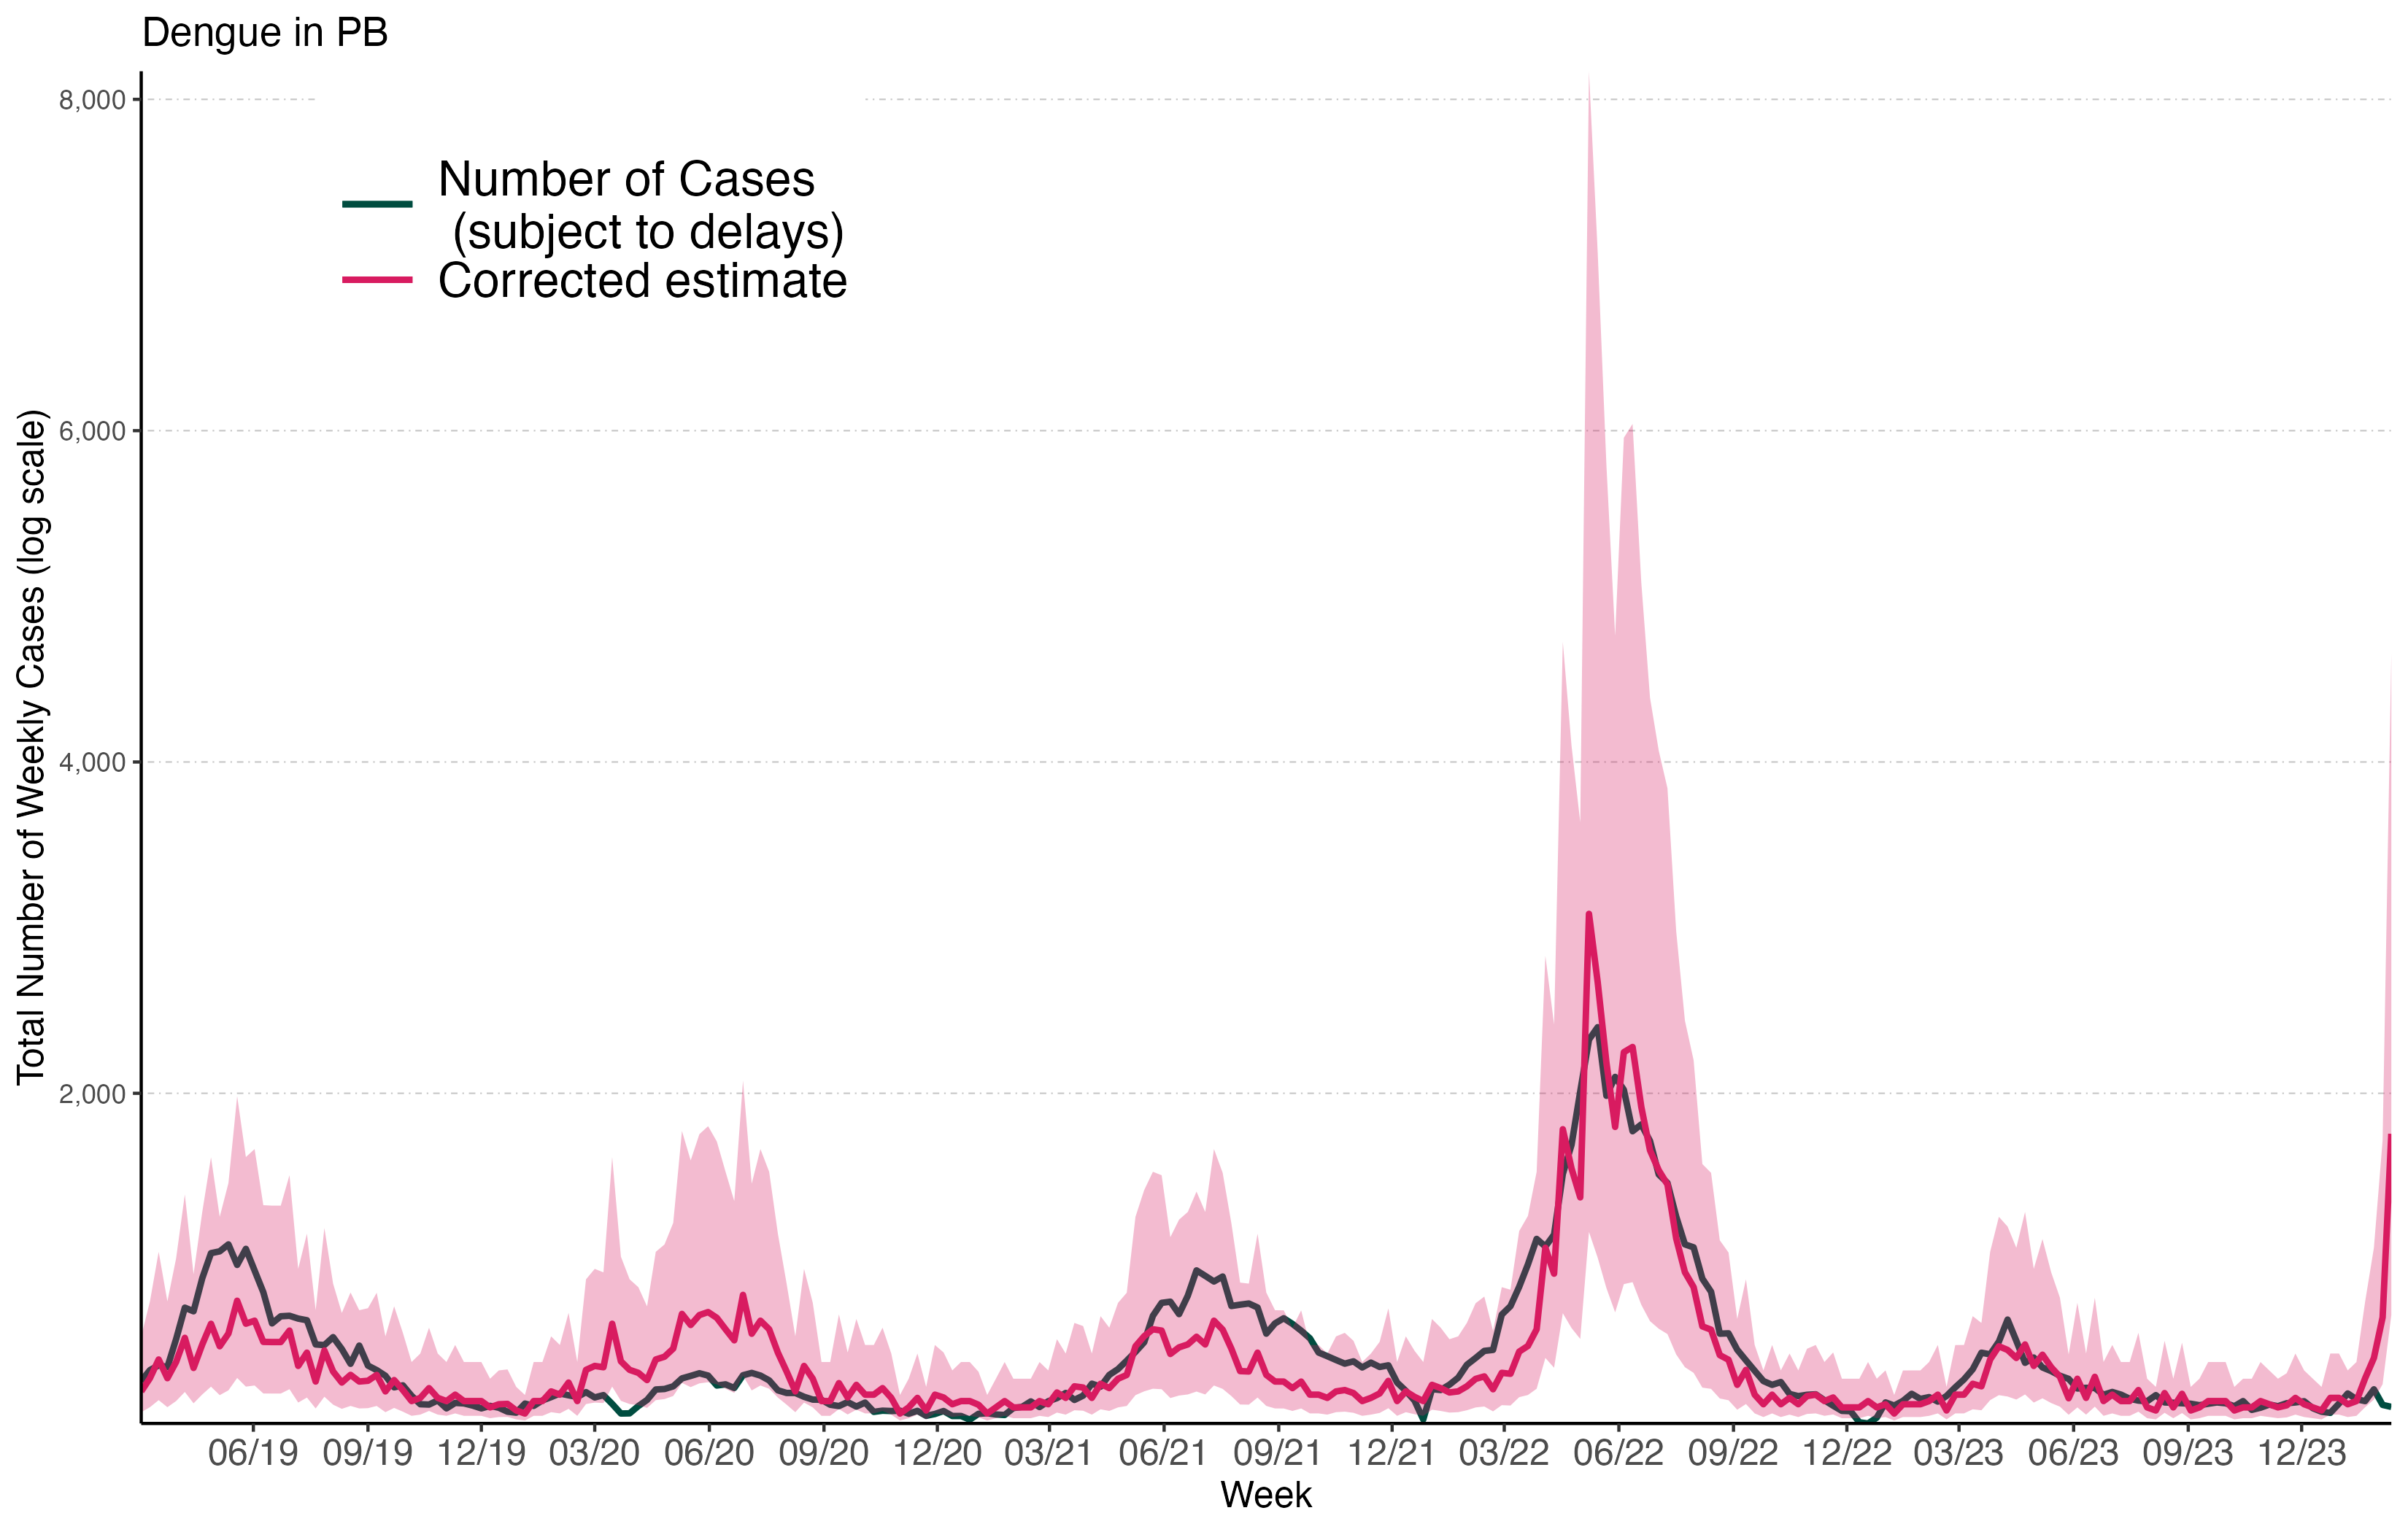 Dengue in PB
8,000
6,000
4,000
2,000
Total Number of Weekly Cases (log scale)
Number of Cases
(subject to delays)
Corrected estimate
06/19 09/19 12/19 03/20 06/20 09/20 12/20 03/21 06/21 09/21 12/21 03/22 06/22 09/22 12/22 03/23 06/23 09/23 12/23
Week